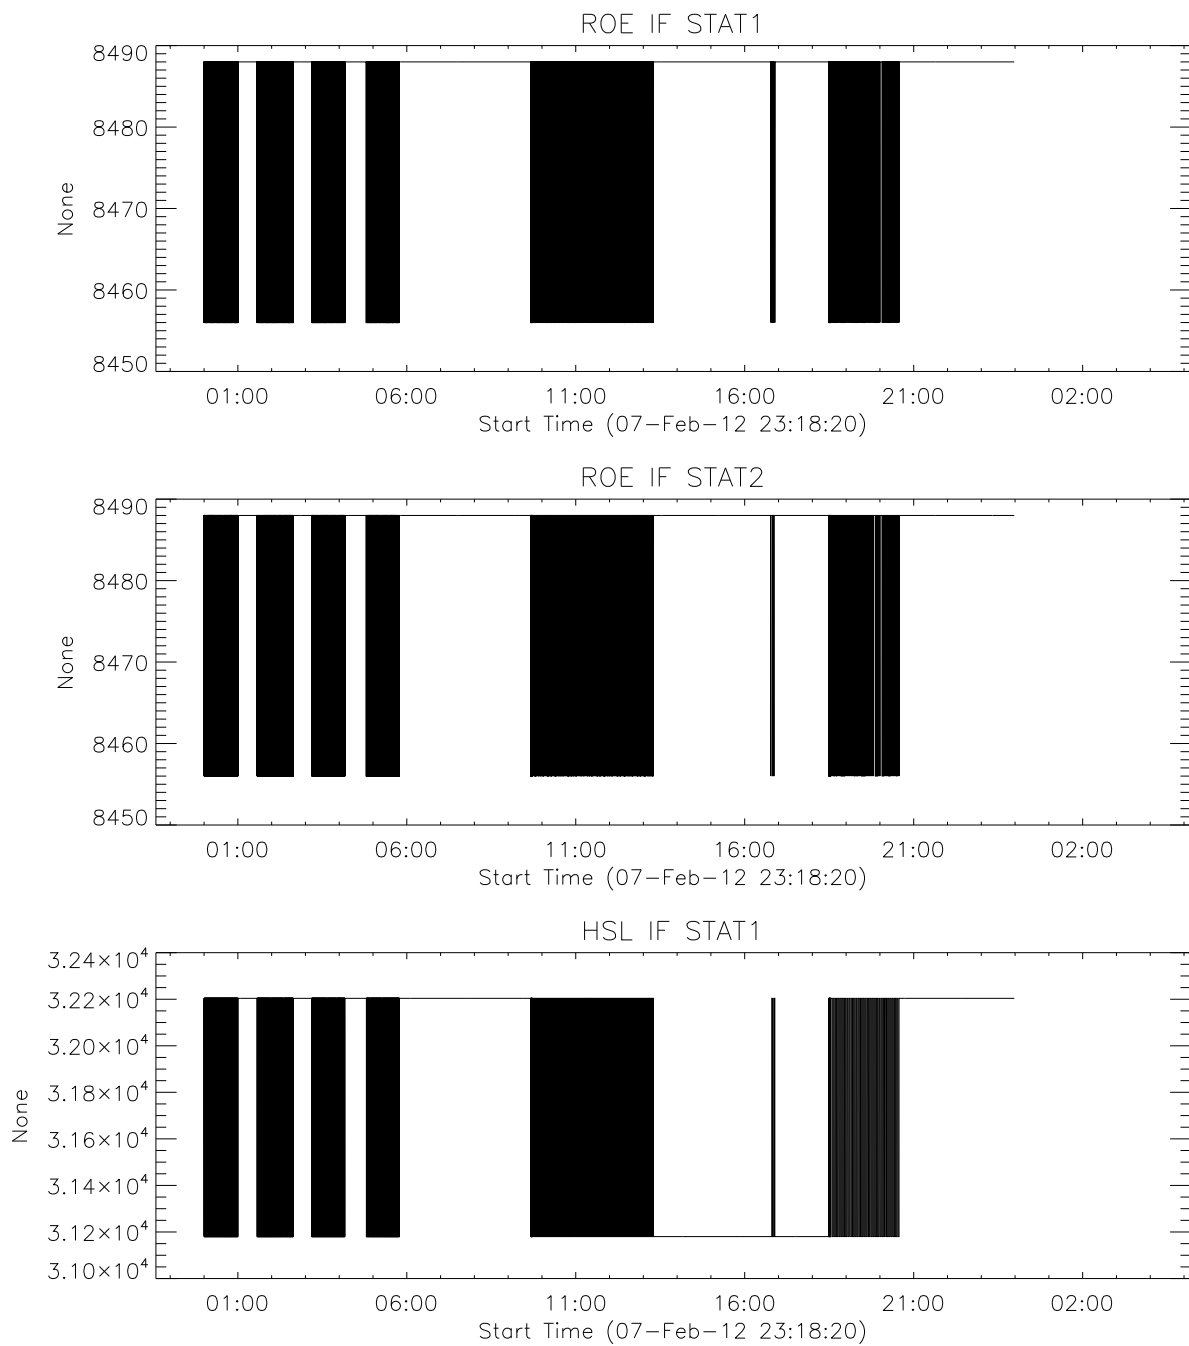 ROE IF STAT1
8490
8480
8470
8460
8450
None
01:00 06:00 11:00 16:00 21:00 02:00
Start Time (07-Feb-12 23:18:20)
ROE IF STAT2
8490
8480
8470
8460
8450
None
01:00 06:00 11:00 16:00 21:00 02:00
Start Time (07-Feb-12 23:18:20)
HSL IF STAT1
3.24×10⁴
3.22×10⁴
3.20×10⁴
3.18×10⁴
3.16×10⁴
3.14×10⁴
3.12×10⁴
3.10×10⁴
None
01:00 06:00 11:00 16:00 21:00 02:00
Start Time (07-Feb-12 23:18:20)